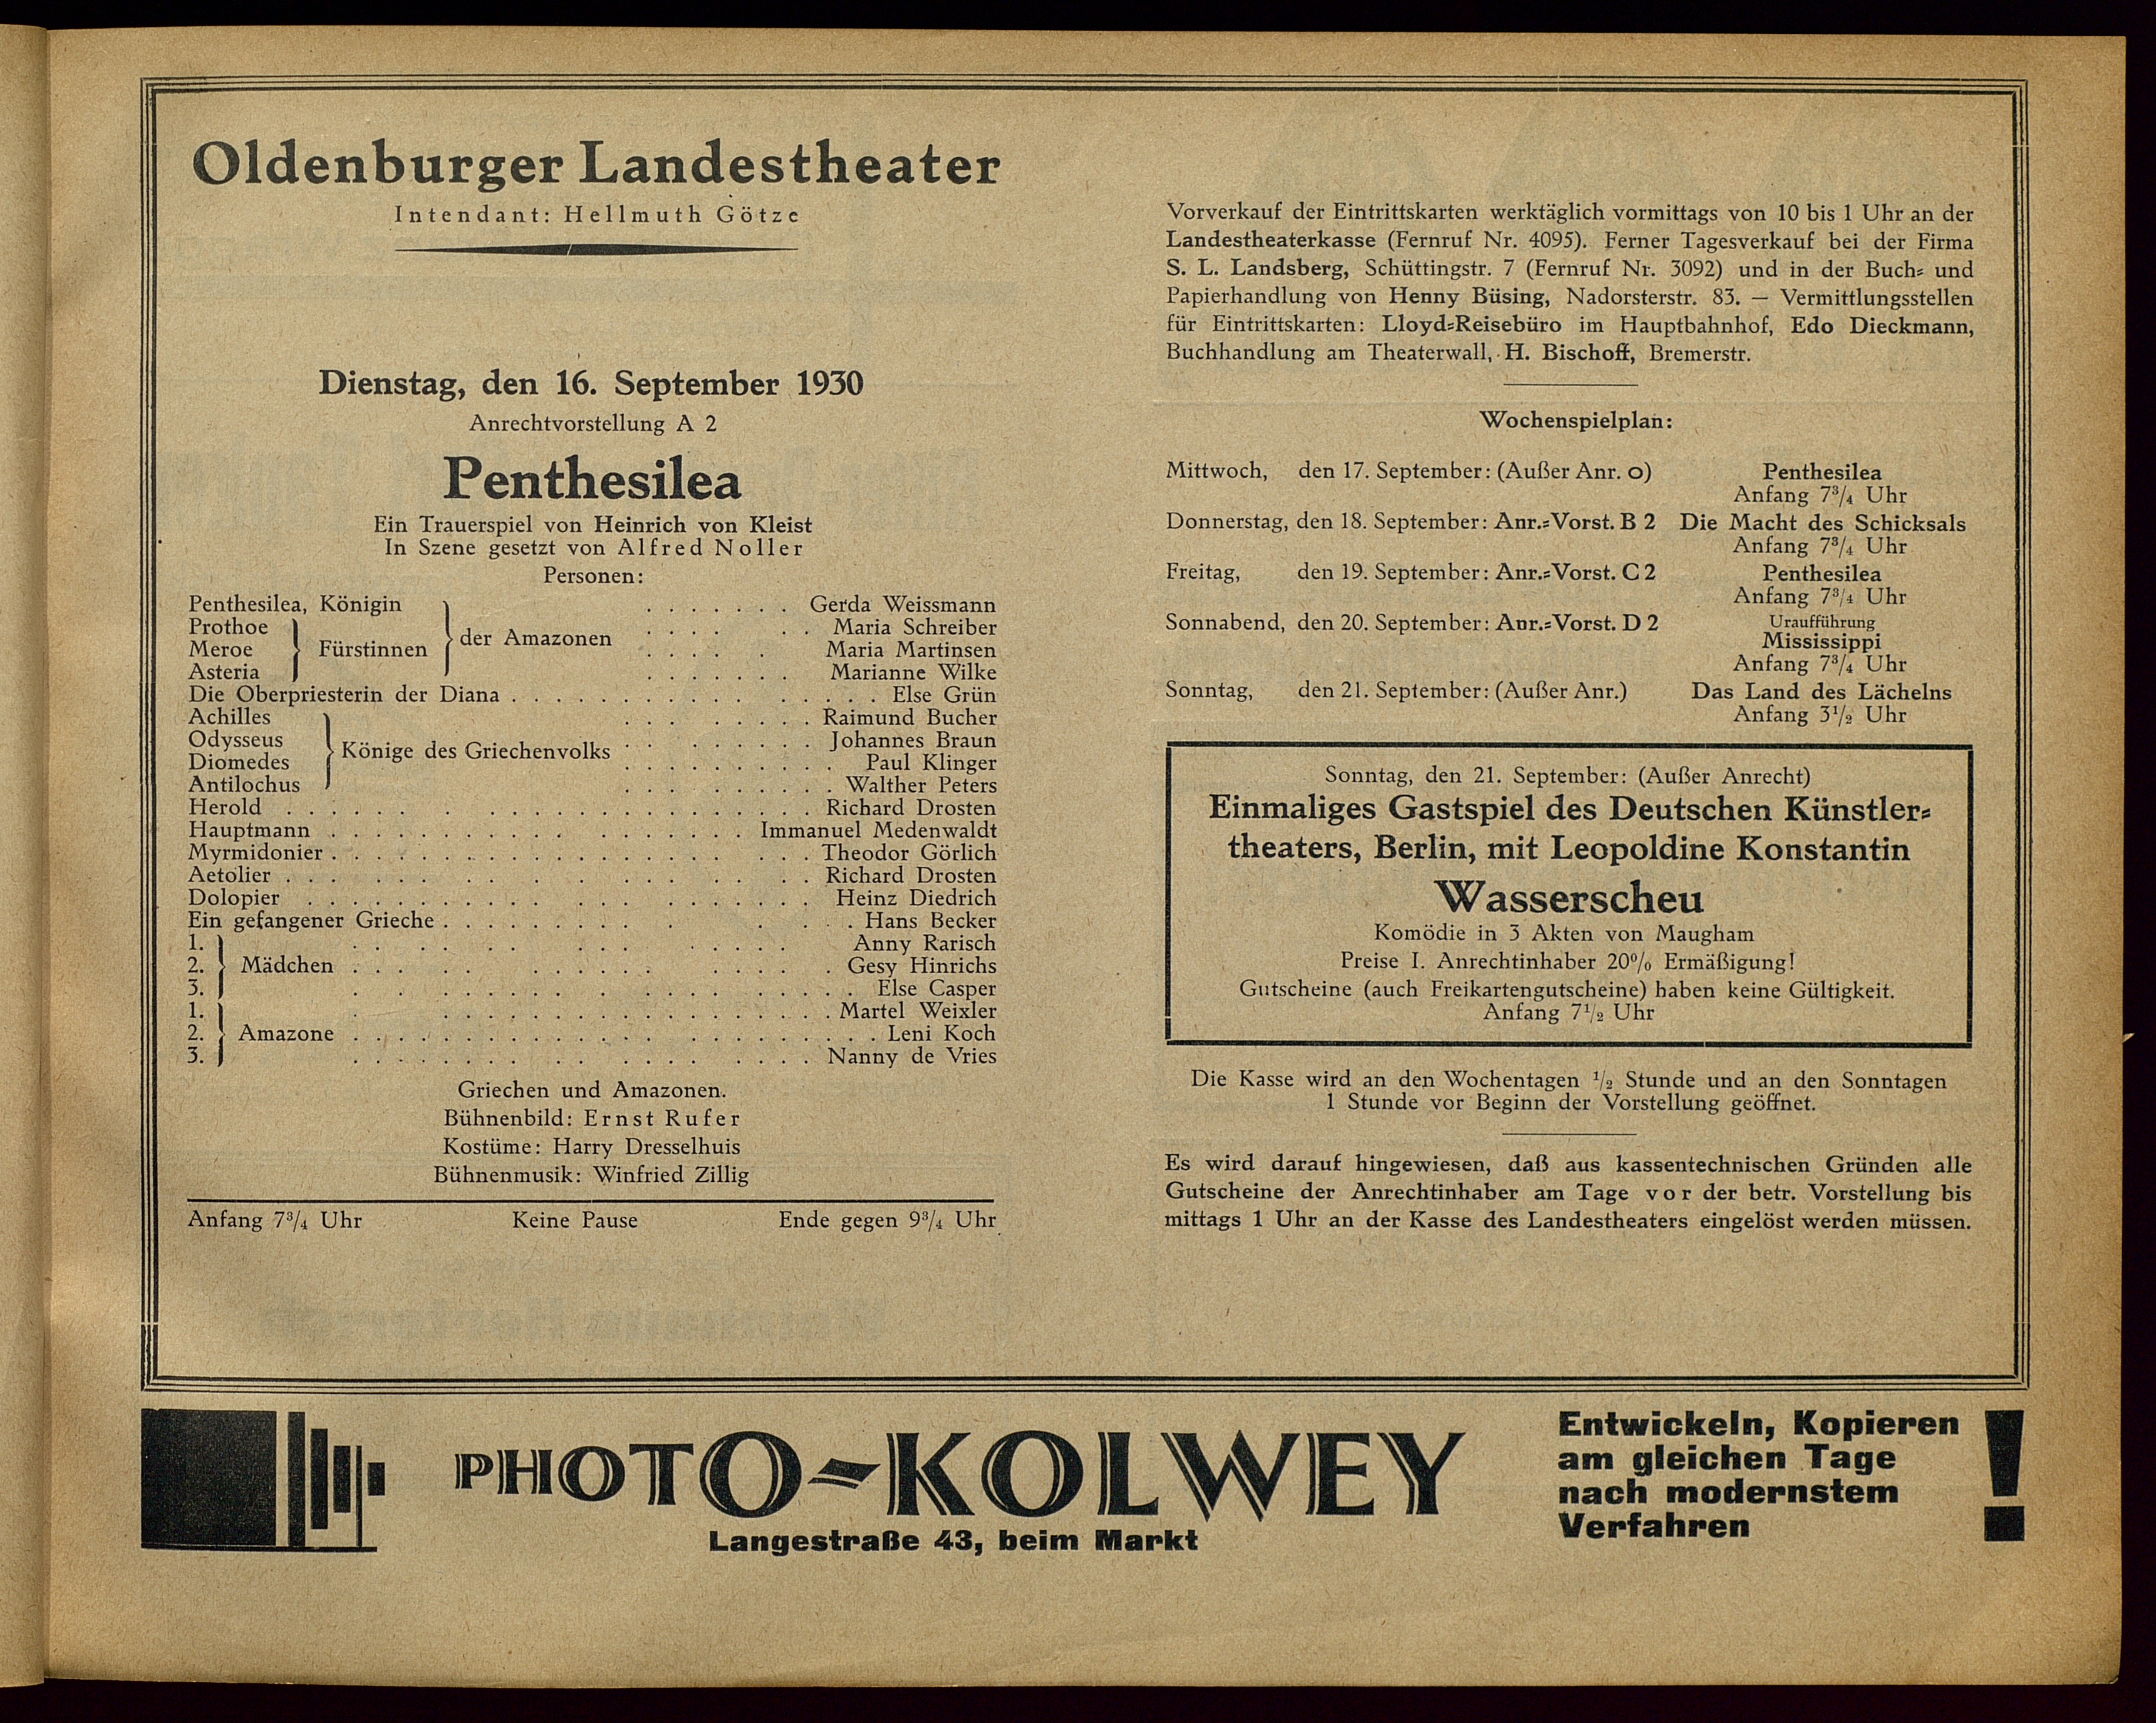 Oldenburger Landestheater
Intendant: Hellmuth Götze
Dienstag, den 16. September 1930
Anrechtvorstellung A 2
Penthesilea
Ein Trauerspiel von Heinrich von Kleist
In Szene gesetzt von Alfred Noller
Personen:
Penthesilea, Königin . . . . . . . Gerda Weissmann
Prothoe . . . . . . Maria Schreiber
Meroe } Fürstinnen } der Amazonen . . . . . Maria Martinsen
Asteria . . . . . . . Marianne Wilke
Die Oberpriesterin der Diana . . . . . . . . . . . . . . . . Else Grün
Achilles . . . . . . . . Raimund Bucher
Odysseus } Könige des Griechenvolks . . . . . . . . Johannes Braun
Diomedes . . . . . . . . . . Paul Klinger
Antilochus . . . . . . . . . Walther Peters
Herold . . . . . . . . . . . . . . . . . . . . . Richard Drosten
Hauptmann . . . . . . . . . . . . . . . . . Immanuel Medenwaldt
Myrmidonier . . . . . . . . . . . . . . . . . . . . Theodor Görlich
Aetolier . . . . . . . . . . . . . . . . . Richard Drosten
Dolopier . . . . . . . . . . . . . . . . . . . . Heinz Diedrich
Ein gefangener Grieche . . . . . . . . . . . . . . Hans Becker
1. . . . . . . . . . . . . . . . Anny Rarisch
2. } Mädchen . . . . . . . . . . . . . . . . Gesy Hinrichs
3. . . . . . . . . . . . . . . . . . . Else Casper
1. . . . . . . . . . . . . . . . . . . Martel Weixler
2. } Amazone . . . . . . . . . . . . . . . . . . . . . . . Leni Koch
3. . . . . . . . . . . . . . . . . . . . Nanny de Vries
Griechen und Amazonen.
Bühnenbild: Ernst Rufer
Kostüme: Harry Dresselhuis
Bühnenmusik: Winfried Zillig
Anfang 7¾ Uhr Keine Pause Ende gegen 9¾ Uhr
Vorverkauf der Eintrittskarten werktäglich vormittags von 10 bis 1 Uhr an der
Landestheaterkasse (Fernruf Nr. 4095). Ferner Tagesverkauf bei der Firma
S. L. Landsberg, Schüttingstr. 7 (Fernruf Nr. 3092) und in der Buch= und
Papierhandlung von Henny Büsing, Nadorsterstr. 83. — Vermittlungsstellen
für Eintrittskarten: Lloyd=Reisebüro im Hauptbahnhof, Edo Dieckmann,
Buchhandlung am Theaterwall, H. Bischoff, Bremerstr.
Wochenspielplan:
Mittwoch, den 17. September: (Außer Anr. O) Penthesilea
Anfang 7¾ Uhr
Donnerstag, den 18. September: Anr.=Vorst. B 2 Die Macht des Schicksals
Anfang 7¾ Uhr
Freitag, den 19. September: Anr.=Vorst. C 2 Penthesilea
Anfang 7¾ Uhr
Sonnabend, den 20. September: Anr.=Vorst. D 2 Uraufführung
Mississippi
Anfang 7¾ Uhr
Sonntag, den 21. September: (Außer Anr.) Das Land des Lächelns
Anfang 3½ Uhr
Sonntag, den 21. September: (Außer Anrecht)
Einmaliges Gastspiel des Deutschen Künstler=
theaters, Berlin, mit Leopoldine Konstantin
Wasserscheu
Komödie in 3 Akten von Maugham
Preise I. Anrechtinhaber 20% Ermäßigung!
Gutscheine (auch Freikartengutscheine) haben keine Gültigkeit.
Anfang 7½ Uhr
Die Kasse wird an den Wochentagen ½ Stunde und an den Sonntagen
1 Stunde vor Beginn der Vorstellung geöffnet.
Es wird darauf hingewiesen, daß aus kassentechnischen Gründen alle
Gutscheine der Anrechtinhaber am Tage vor der betr. Vorstellung bis
mittags 1 Uhr an der Kasse des Landestheaters eingelöst werden müssen.
PHOTO-KOLWEY
Langestraße 43, beim Markt
Entwickeln, Kopieren
am gleichen Tage
nach modernstem
Verfahren !